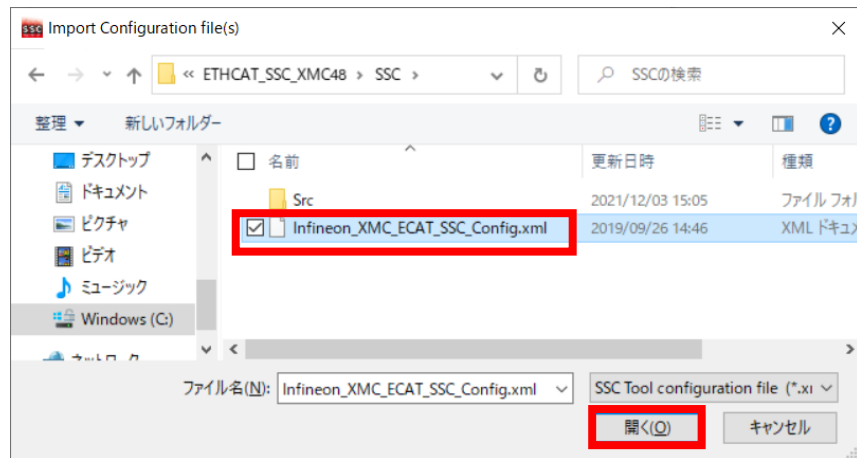 ssc Import Configuration file(s)
« ETHCAT_SSC_XMC48 › SSC ›
SSCの検索
整理
新しいフォルダー
?
デスクトップ
ドキュメント
ピクチャ
ビデオ
ミュージック
Windows (C:)
名前
更新日時
種類
Src
2021/12/03 15:05
ファイル フォル
Infineon_XMC_ECAT_SSC_Config.xml
2019/09/26 14:46
XML ドキュメ
ファイル名(N):
Infineon_XMC_ECAT_SSC_Config.xml
SSC Tool configuration file (*.xm
開く(O)
キャンセル